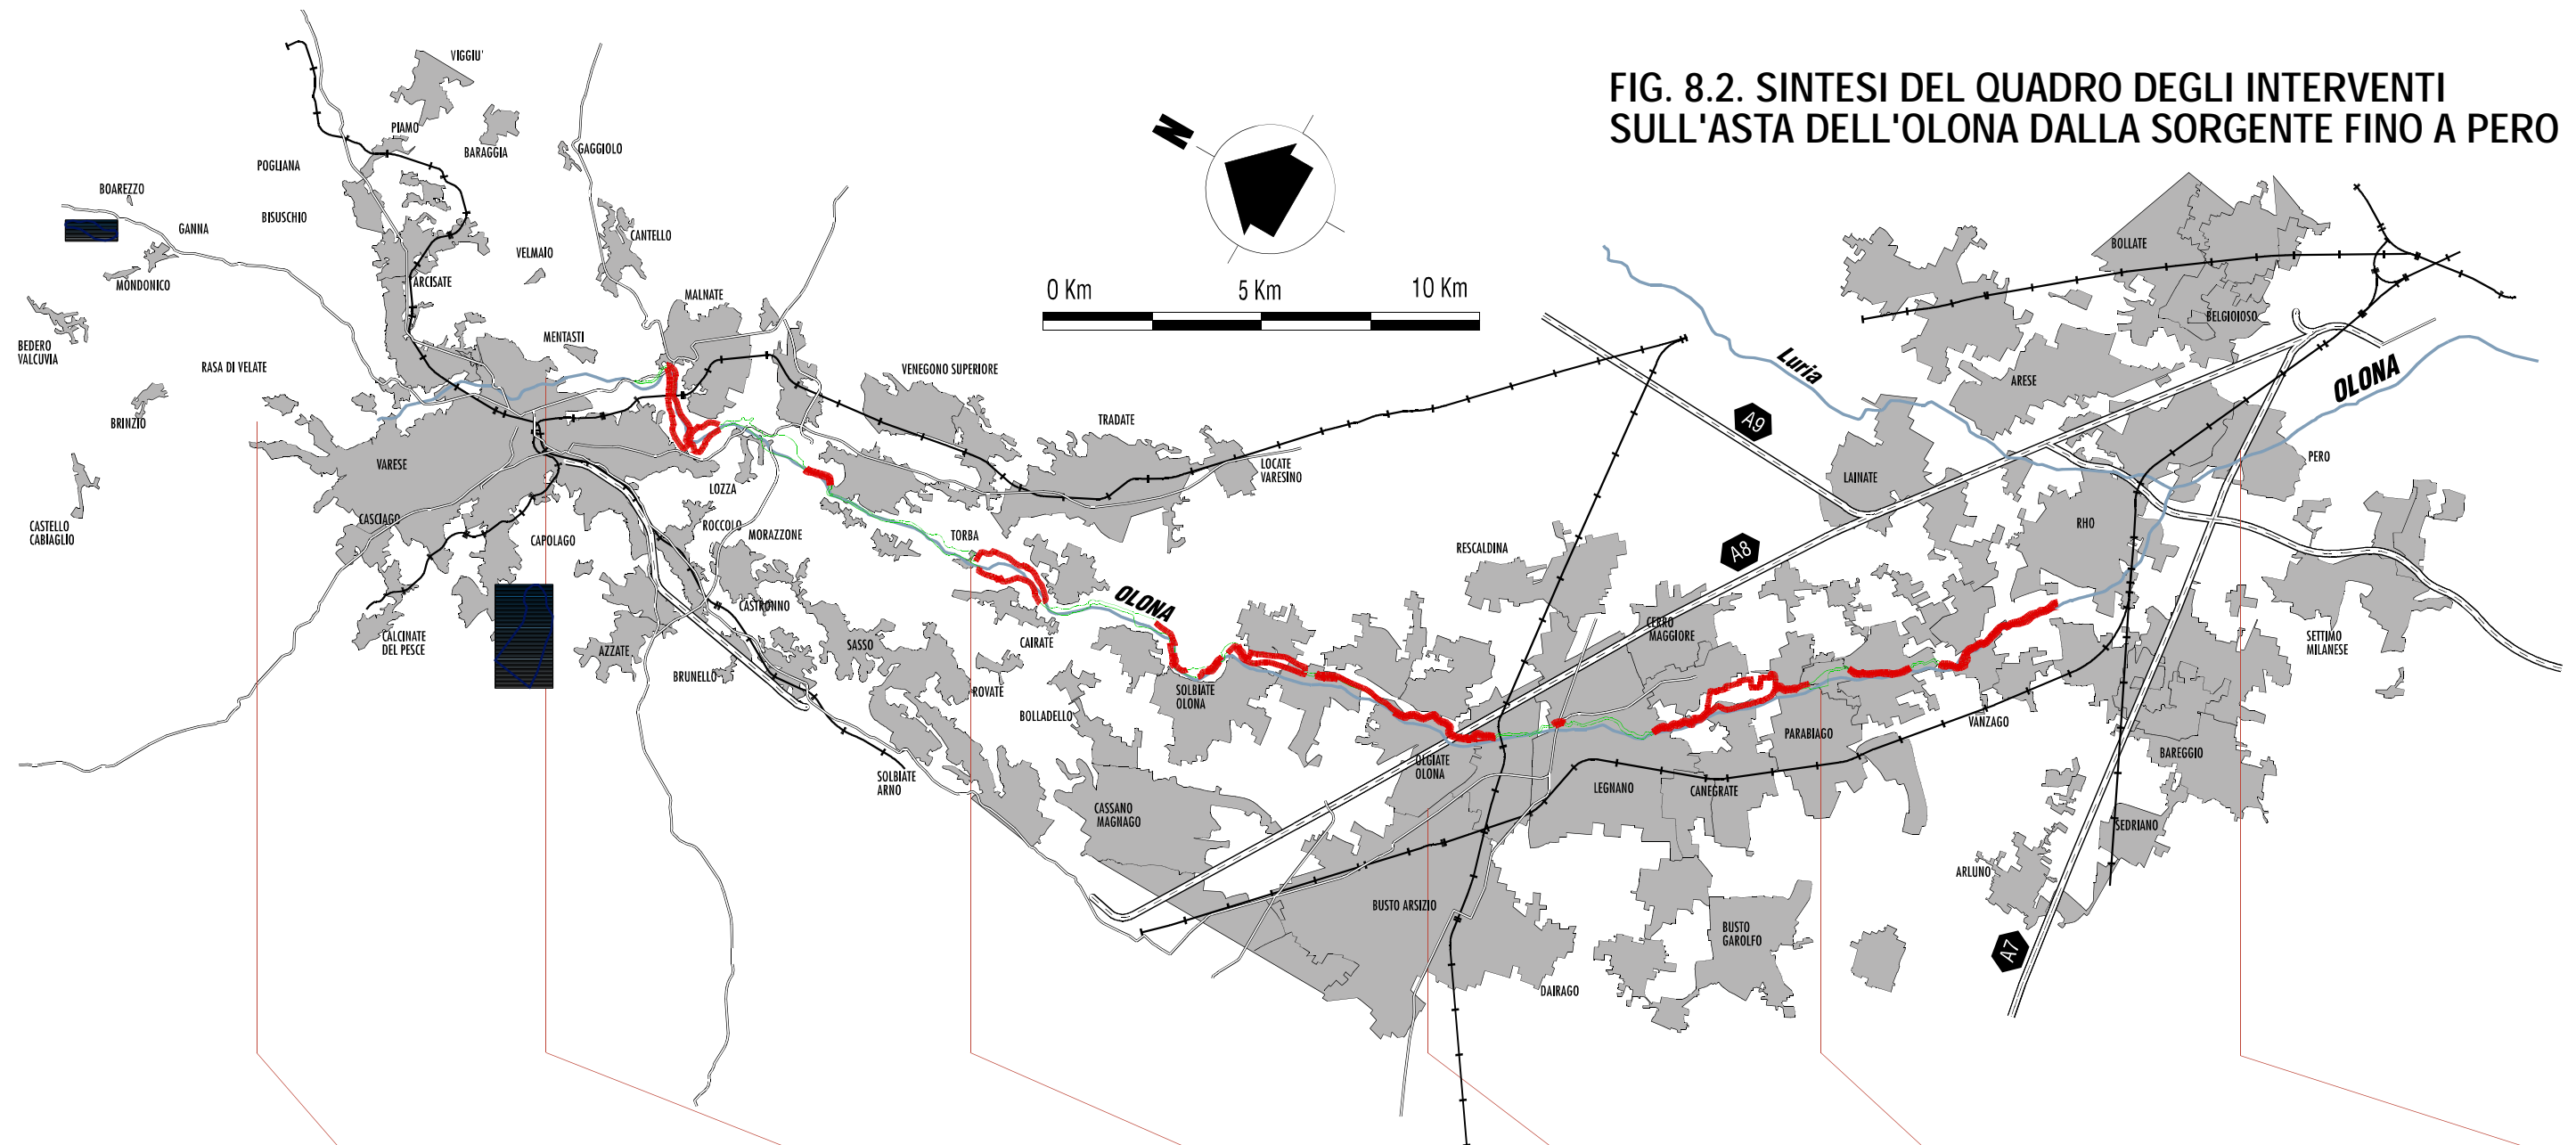 FIG. 8.2. SINTESI DEL QUADRO DEGLI INTERVENTI
SULL'ASTA DELL'OLONA DALLA SORGENTE FINO A PERO
N
0 Km
5 Km
10 Km
VIGGIU'
PIAMO
BARAGGIA
GAGGIOLO
POGLIANA
BOAREZZO
BISUSCHIO
GANNA
CANTELLO
VELMAIO
MONDONICO
ARCISATE
MALNATE
BEDERO
VALCUVIA
MENTASTI
RASA DI VELATE
BRINZIO
VENEGONO SUPERIORE
TRADATE
VARESE
LOCATE
VARESINO
LOZZA
CASTELLO
CABIAGLIO
CASCIAGO
ROCCOLO
MORAZZONE
CAPOLAGO
TORBA
CASTRONNO
CALCINATE
DEL PESCE
AZZATE
SASSO
CAIRATE
BRUNELLO
ROVATE
BOLLADELLO
SOLBIATE
OLONA
SOLBIATE
ARNO
CASSANO
MAGNAGO
OLONA
RESCALDINA
CERRO
MAGGIORE
OLGIATE
OLONA
LEGNANO
CANEGRATE
PARABIAGO
VANZAGO
BUSTO ARSIZIO
BUSTO
GAROLFO
DAIRAGO
ARLUNO
SEDRIANO
BAREGGIO
SETTIMO
MILANESE
PERO
RHO
LAINATE
ARESE
BOLLATE
BELGIOIOSO
Luria
OLONA
A9
A8
A7